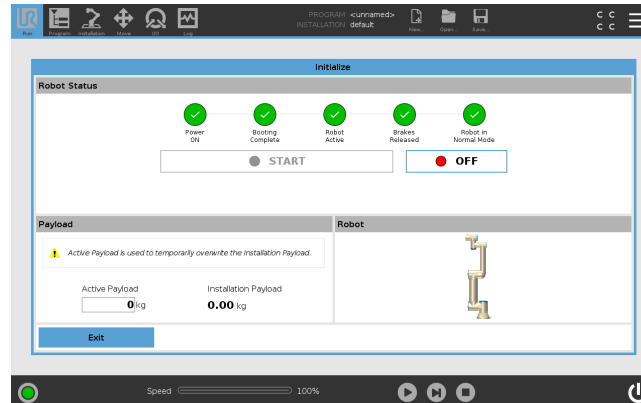 PROGRAM <unnamed>
INSTALLATION default
Run
Program
Installation
Move
I/O
Log
New...
Open...
Save...
C C
C C
Initialize
Robot Status
Power
ON
Booting
Complete
Robot
Active
Brakes
Released
Robot in
Normal Mode
START
OFF
Payload
Robot
Active Payload is used to temporarily overwrite the Installation Payload.
Active Payload
Installation Payload
0 kg
0.00 kg
Exit
Speed
100%